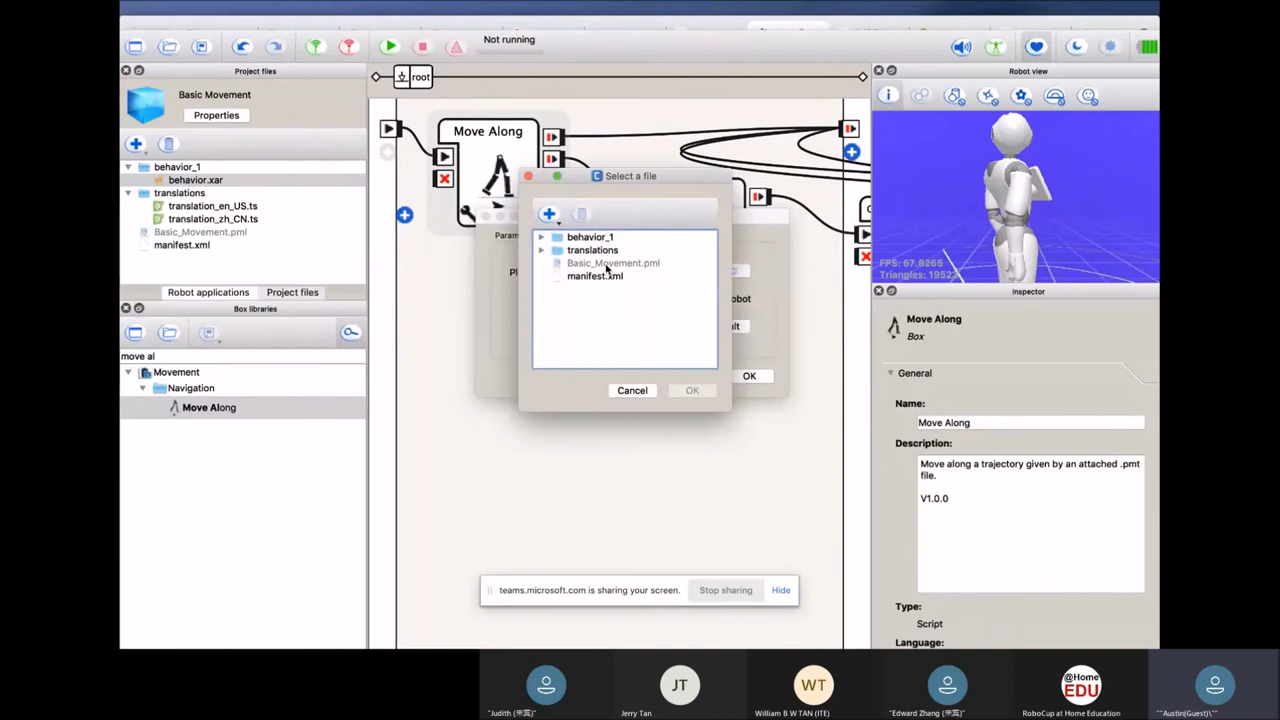 Not running
Project files
Basic Movement
Properties
behavior_1
behavior.xar
translations
translation_en_US.ts
translation_zh_CN.ts
Basic_Movement.pml
manifest.xml
Robot applications
Project files
Box libraries
move al
Movement
Navigation
Move Along
root
Move Along
Select a file
behavior_1
translations
Basic_Movement.pml
manifest.xml
Cancel
OK
OK
teams.microsoft.com is sharing your screen.
Stop sharing
Hide
Robot view
FPS: 57.8265
Inspector
Move Along
Box
General
Name:
Move Along
Description:
Move along a trajectory given by an attached .pmt
file.
V1.0.0
Type:
Script
Language:
JT
WT
@Home
EDU
Jerry Tan
William B W TAN (ITE)
RoboCup at Home Education
""Austin(Guest)\""